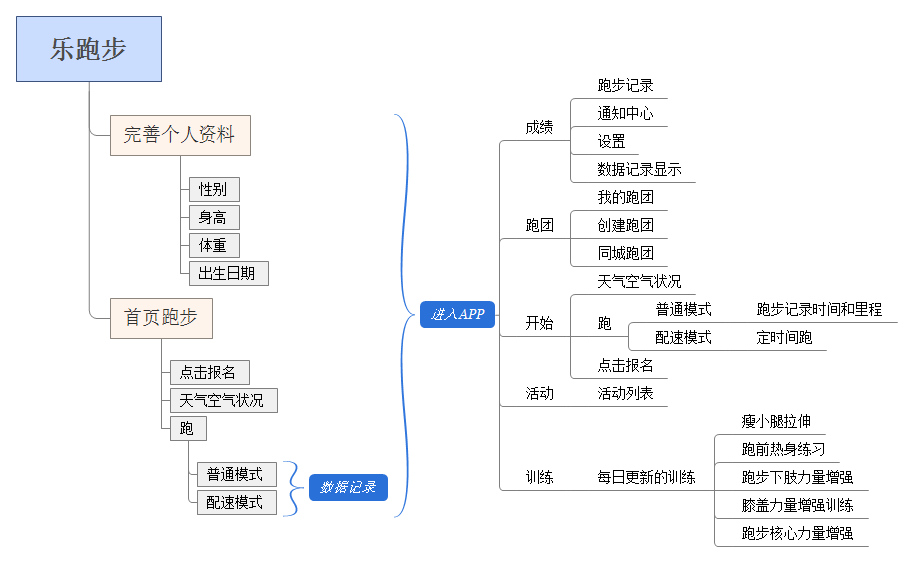 乐跑步
完善个人资料
性别
身高
体重
出生日期
首页跑步
点击报名
天气空气状况
跑
普通模式
配速模式
数据记录
进入APP
成绩
跑步记录
通知中心
设置
数据记录显示
跑团
我的跑团
创建跑团
同城跑团
开始
天气空气状况
跑
普通模式
跑步记录时间和里程
配速模式
定时间跑
点击报名
活动
活动列表
训练
每日更新的训练
瘦小腿拉伸
跑前热身练习
跑步下肢力量增强
膝盖力量增强训练
跑步核心力量增强